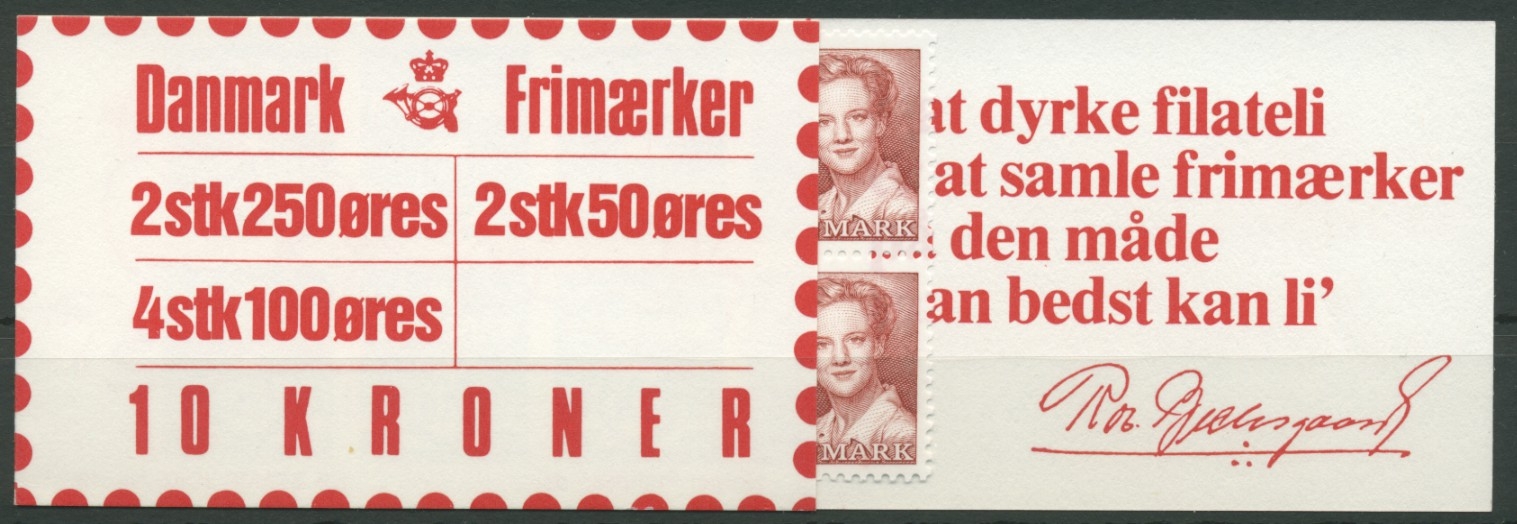 Danmark Frimærker
2stk250øres 2stk50øres
4stk100øres
10 KRONER
MARK
MARK
at dyrke filateli
at samle frimærker
den måde
an bedst kan li’